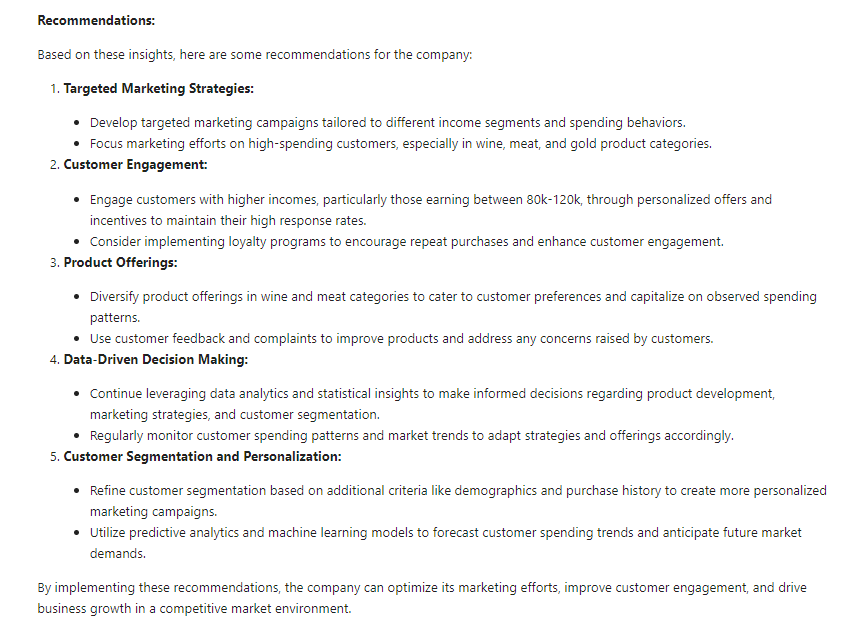 Recommendations:
Based on these insights, here are some recommendations for the company:
1. Targeted Marketing Strategies:
• Develop targeted marketing campaigns tailored to different income segments and spending behaviors.
• Focus marketing efforts on high-spending customers, especially in wine, meat, and gold product categories.
2. Customer Engagement:
• Engage customers with higher incomes, particularly those earning between 80k-120k, through personalized offers and
incentives to maintain their high response rates.
• Consider implementing loyalty programs to encourage repeat purchases and enhance customer engagement.
3. Product Offerings:
• Diversify product offerings in wine and meat categories to cater to customer preferences and capitalize on observed spending
patterns.
• Use customer feedback and complaints to improve products and address any concerns raised by customers.
4. Data-Driven Decision Making:
• Continue leveraging data analytics and statistical insights to make informed decisions regarding product development,
marketing strategies, and customer segmentation.
• Regularly monitor customer spending patterns and market trends to adapt strategies and offerings accordingly.
5. Customer Segmentation and Personalization:
• Refine customer segmentation based on additional criteria like demographics and purchase history to create more personalized
marketing campaigns.
• Utilize predictive analytics and machine learning models to forecast customer spending trends and anticipate future market
demands.
By implementing these recommendations, the company can optimize its marketing efforts, improve customer engagement, and drive
business growth in a competitive market environment.